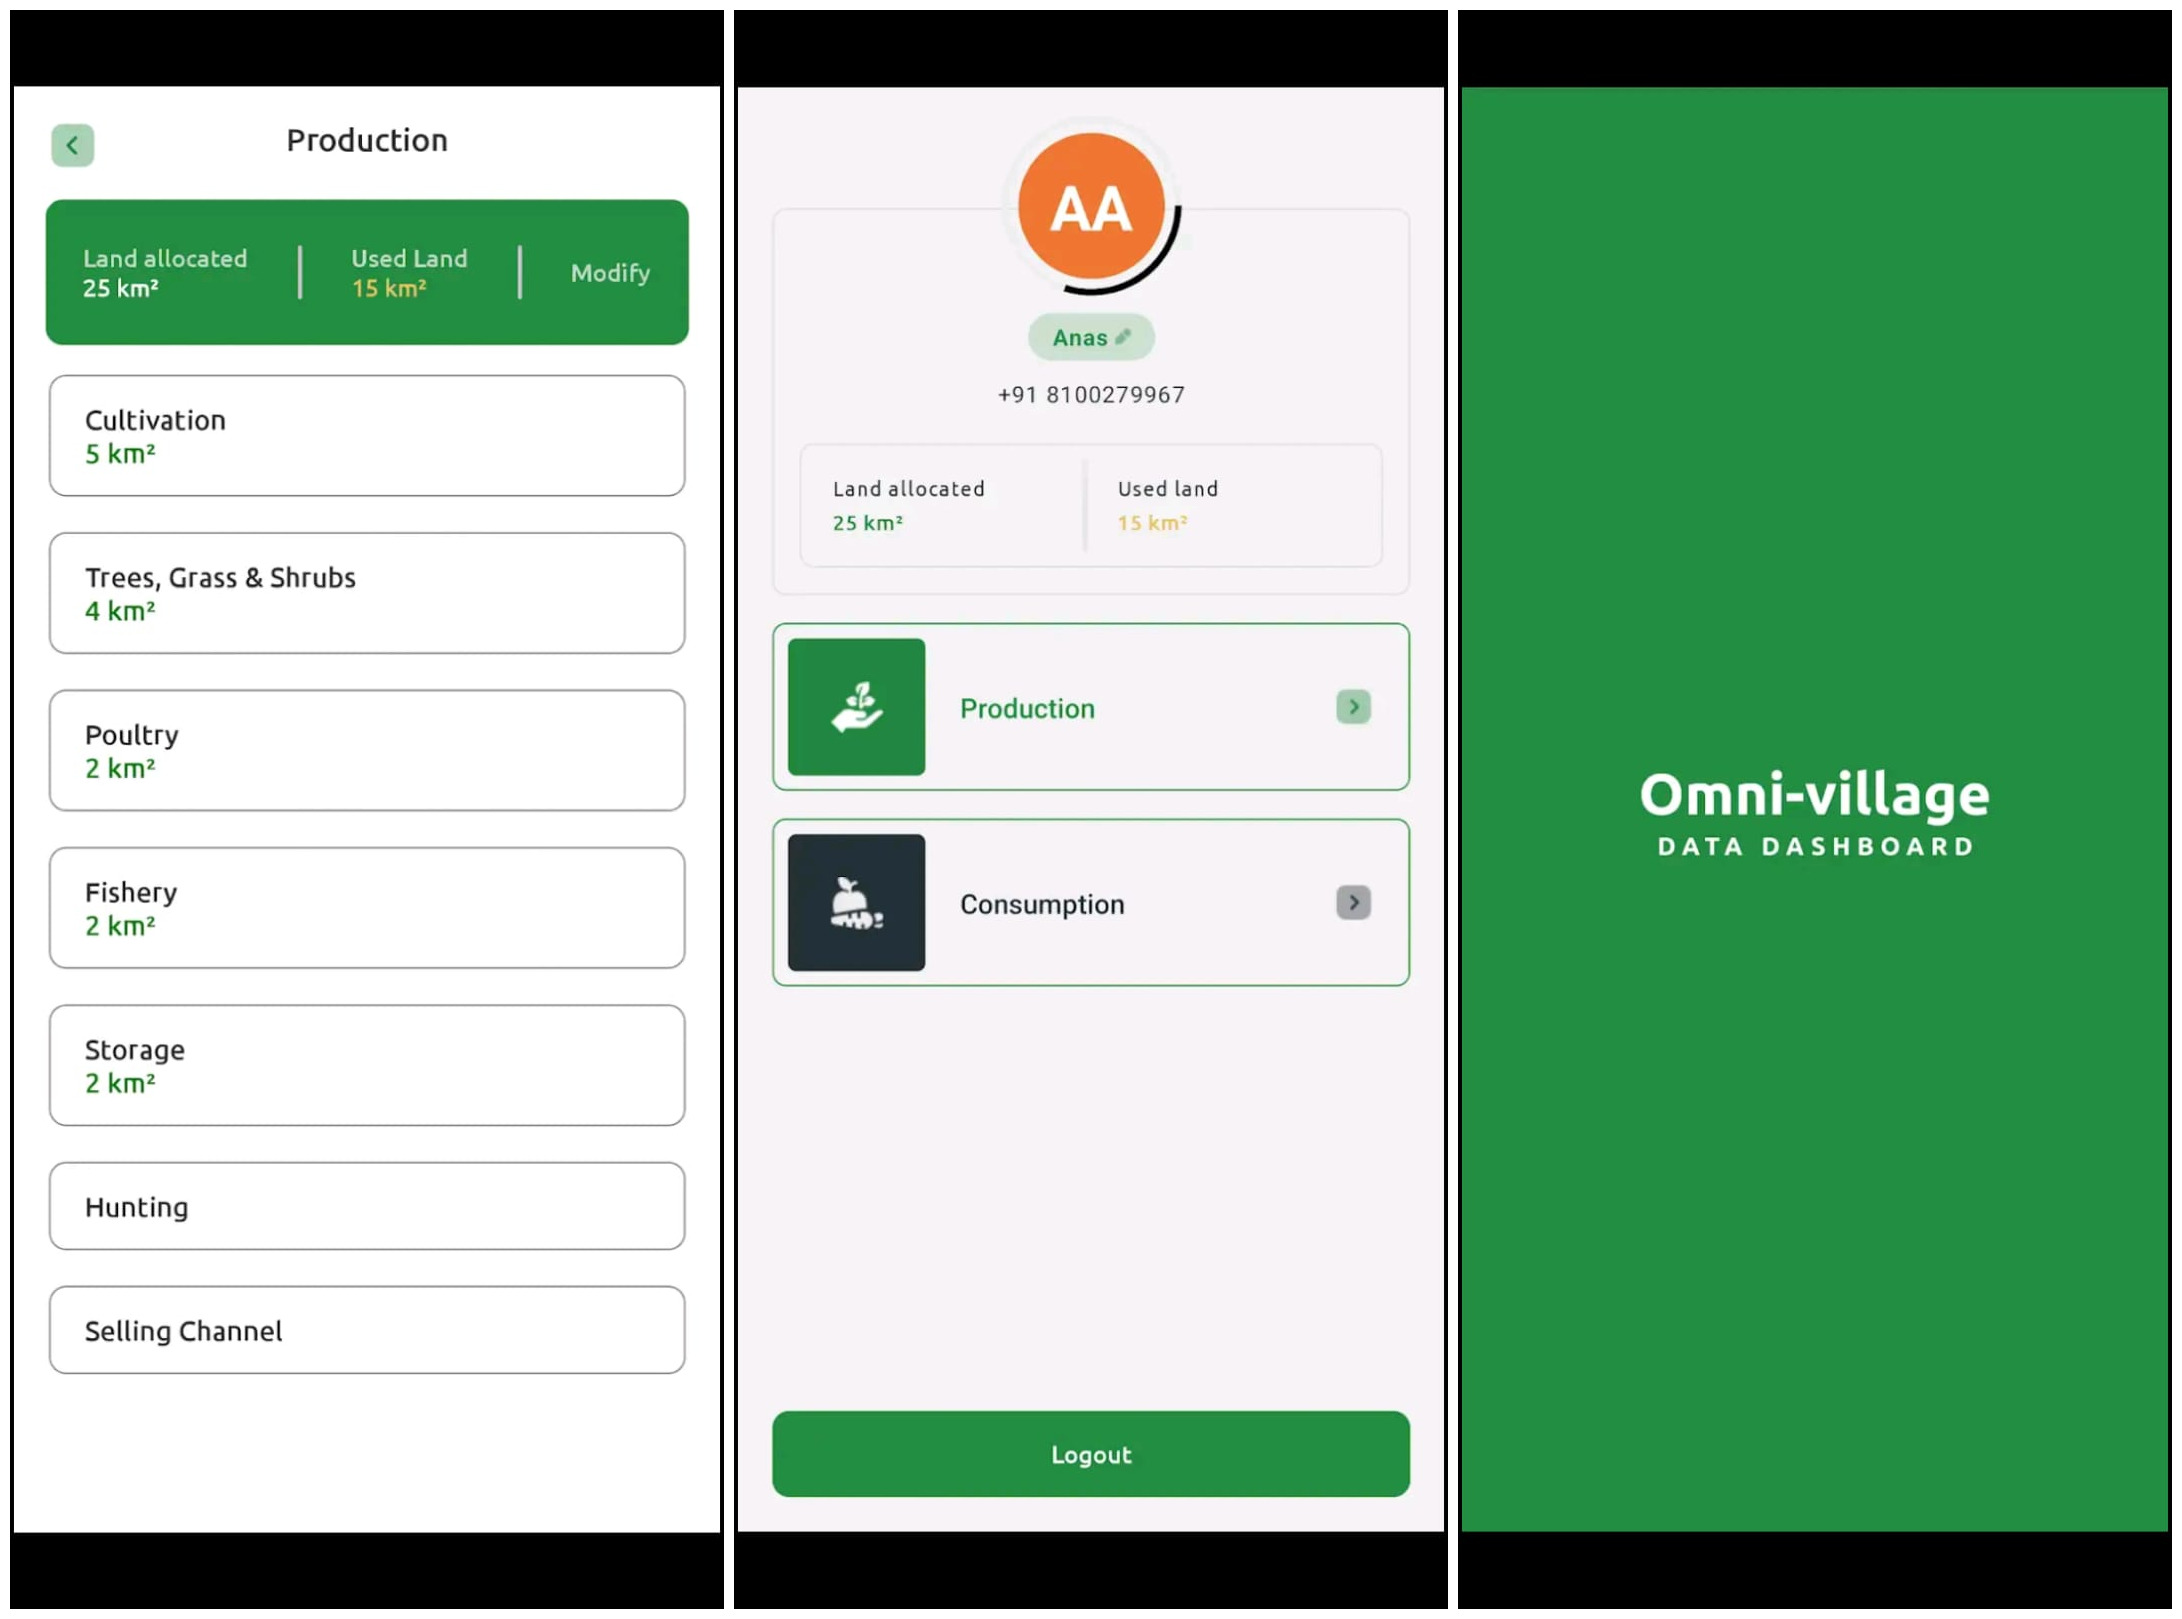 Production
Land allocated
25 km²
Used Land
15 km²
Modify
Cultivation
5 km²
Trees, Grass & Shrubs
4 km²
Poultry
2 km²
Fishery
2 km²
Storage
2 km²
Hunting
Selling Channel
AA
Anas
+91 8100279967
Land allocated
25 km²
Used land
15 km²
Production
Consumption
Logout
Omni-village
DATA DASHBOARD